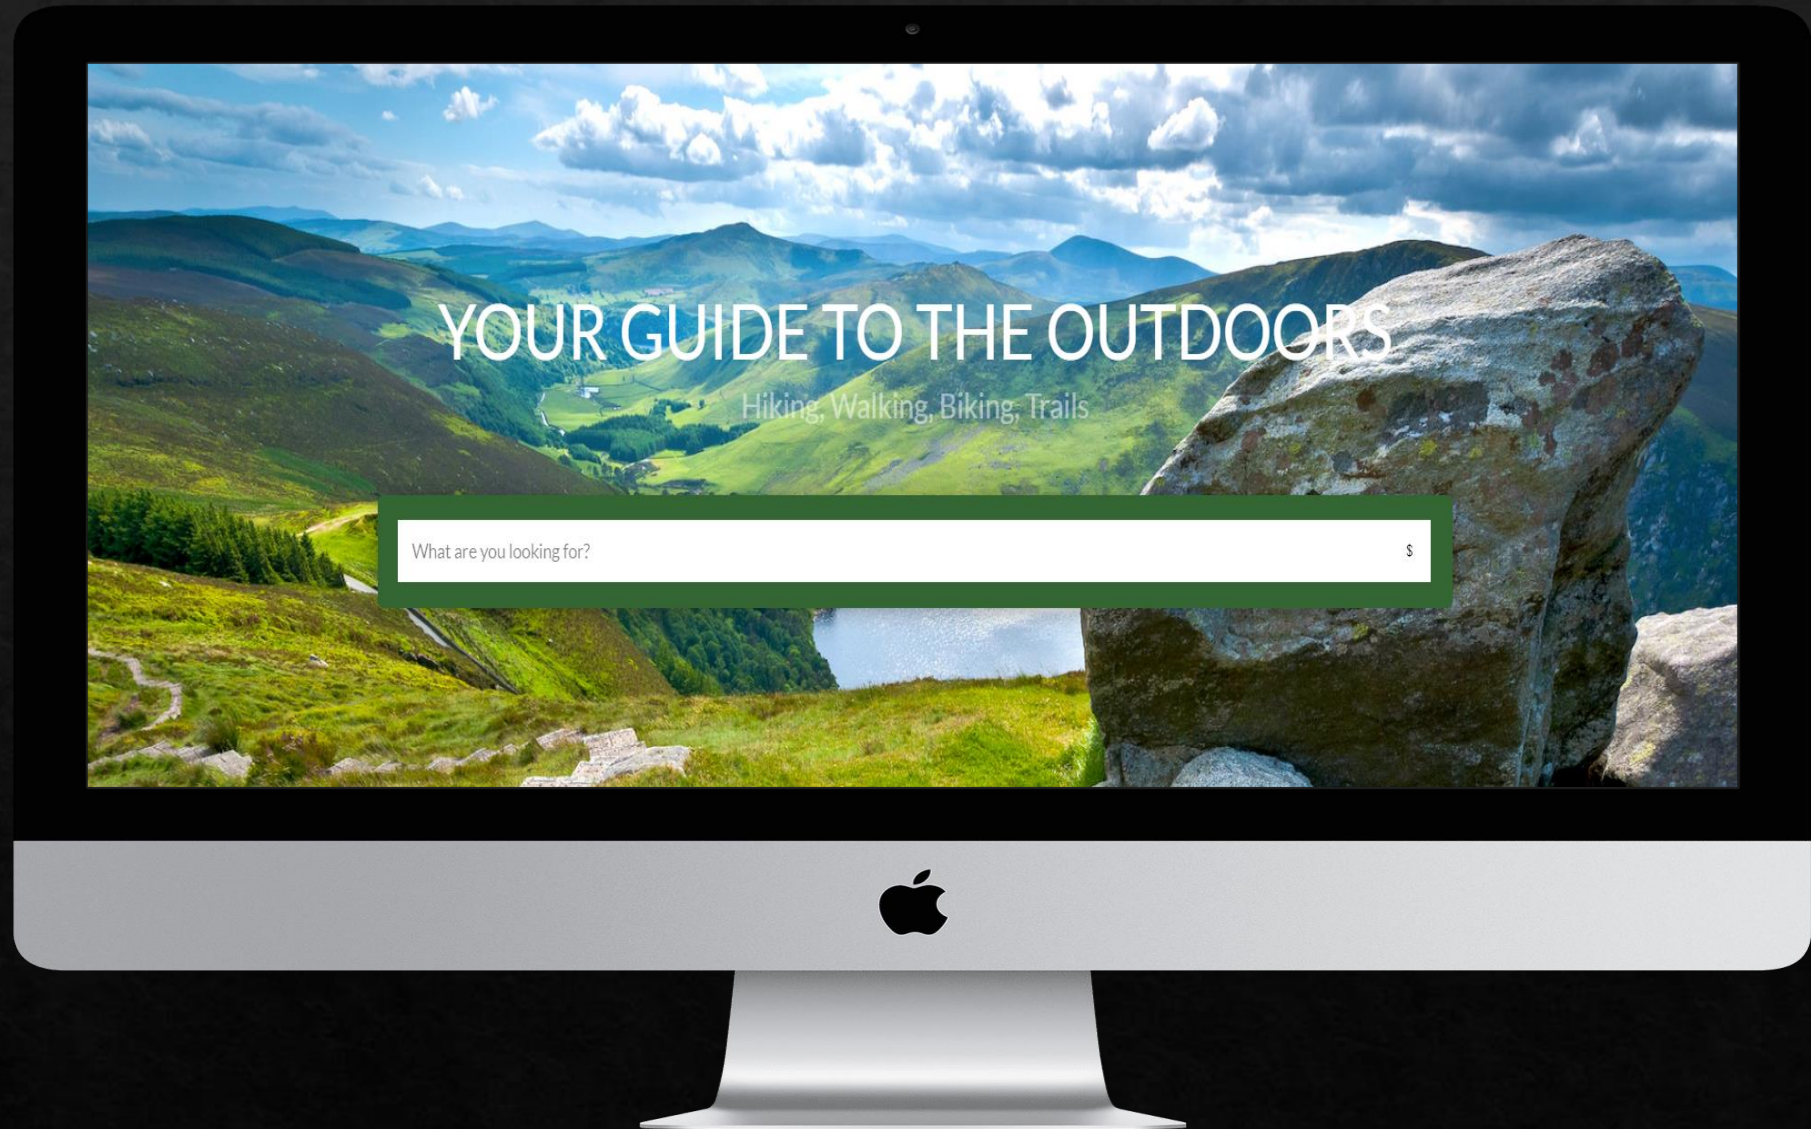 YOUR GUIDE TO THE OUTDOORS
Hiking, Walking, Biking, Trails
What are you looking for? $